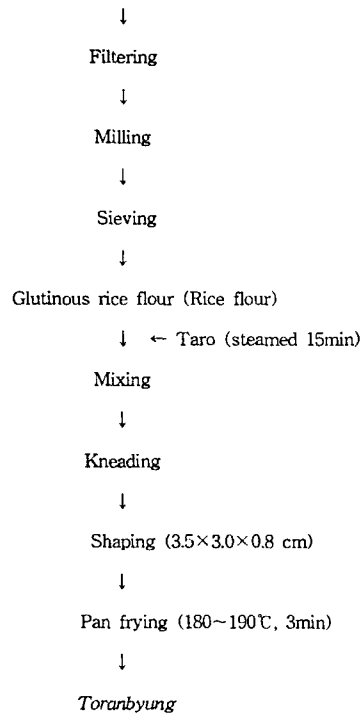 ↓
Filtering
↓
Milling
↓
Sieving
↓
Glutinous rice flour (Rice flour)
↓ ← Taro (steamed 15min)
Mixing
↓
Kneading
↓
Shaping (3.5×3.0×0.8 cm)
↓
Pan frying (180~190℃, 3min)
↓
Toranbyung